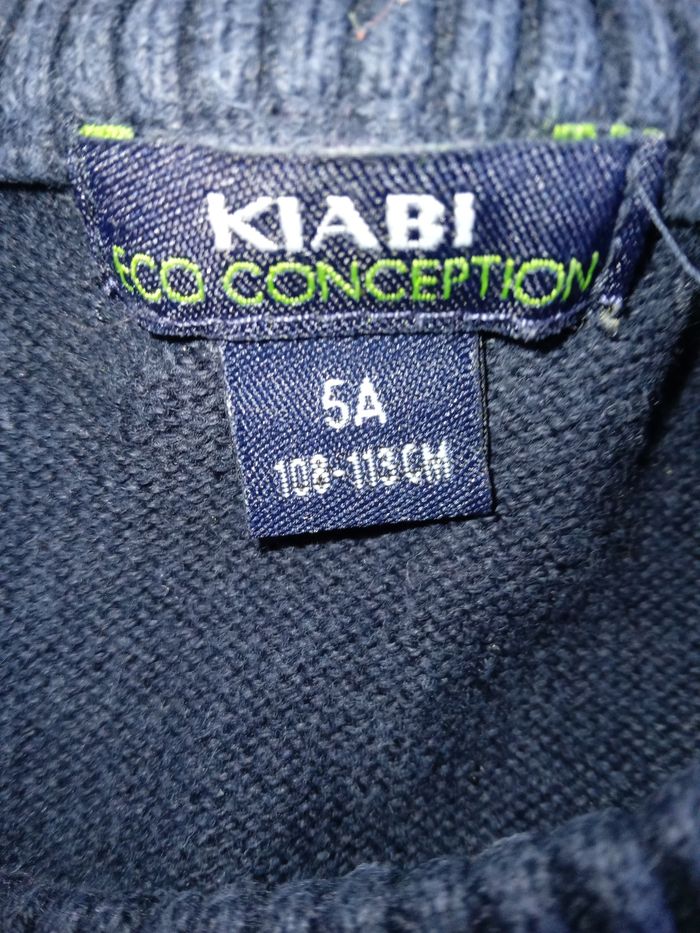 KIABI
ECO CONCEPTION
5A
108-113CM